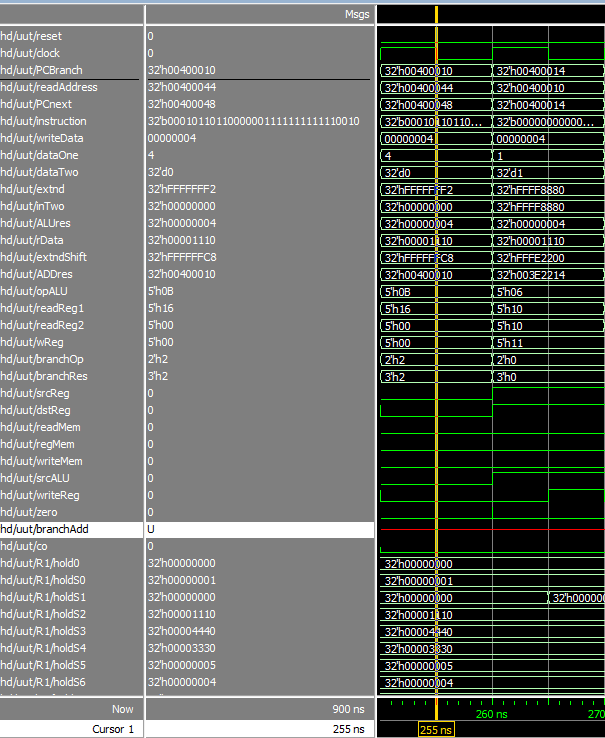 Msgs
hd/uut/reset 0
hd/uut/clock 0
hd/uut/PCBranch 32'h00400010 32'h00400010 32'h00400014
hd/uut/readAddress 32'h00400044 32'h00400044 32'h00400010
hd/uut/PCnext 32'h00400048 32'h00400048 32'h00400014
hd/uut/instruction 32'b00010110110000001111111111110010 32'b00010110110... 32'b00000000000...
hd/uut/writeData 00000004 00000004 00000004
hd/uut/dataOne 4 4 1
hd/uut/dataTwo 32'd0 32'd0 32'd1
hd/uut/extnd 32'hFFFFFFF2 32'hFFFFFFF2 32'hFFFF8880
hd/uut/inTwo 32'h00000000 32'h00000000 32'hFFFF8880
hd/uut/ALUres 32'h00000004 32'h00000004 32'h00000004
hd/uut/rData 32'h00001110 32'h00001110 32'h00001110
hd/uut/extndShift 32'hFFFFFFC8 32'hFFFFFFC8 32'hFFFE2200
hd/uut/ADDres 32'h00400010 32'h00400010 32'h003E2214
hd/uut/opALU 5'h0B 5'h0B 5'h06
hd/uut/readReg1 5'h16 5'h16 5'h10
hd/uut/readReg2 5'h00 5'h00 5'h10
hd/uut/wReg 5'h00 5'h00 5'h11
hd/uut/branchOp 2'h2 2'h2 2'h0
hd/uut/branchRes 3'h2 3'h2 3'h0
hd/uut/srcReg 0
hd/uut/dstReg 0
hd/uut/readMem 0
hd/uut/regMem 0
hd/uut/writeMem 0
hd/uut/srcALU 0
hd/uut/writeReg 0
hd/uut/zero 0
hd/uut/branchAdd U
hd/uut/co 0
hd/uut/R1/hold0 32'h00000000 32'h00000000
hd/uut/R1/holdS0 32'h00000001 32'h00000001
hd/uut/R1/holdS1 32'h00000000 32'h00000000 32'h00000
hd/uut/R1/holdS2 32'h00001110 32'h00001110
hd/uut/R1/holdS3 32'h00004440 32'h00004440
hd/uut/R1/holdS4 32'h00003330 32'h00003330
hd/uut/R1/holdS5 32'h00000005 32'h00000005
hd/uut/R1/holdS6 32'h00000004 32'h00000004
Now 900 ns 260 ns 270
Cursor 1 255 ns 255 ns